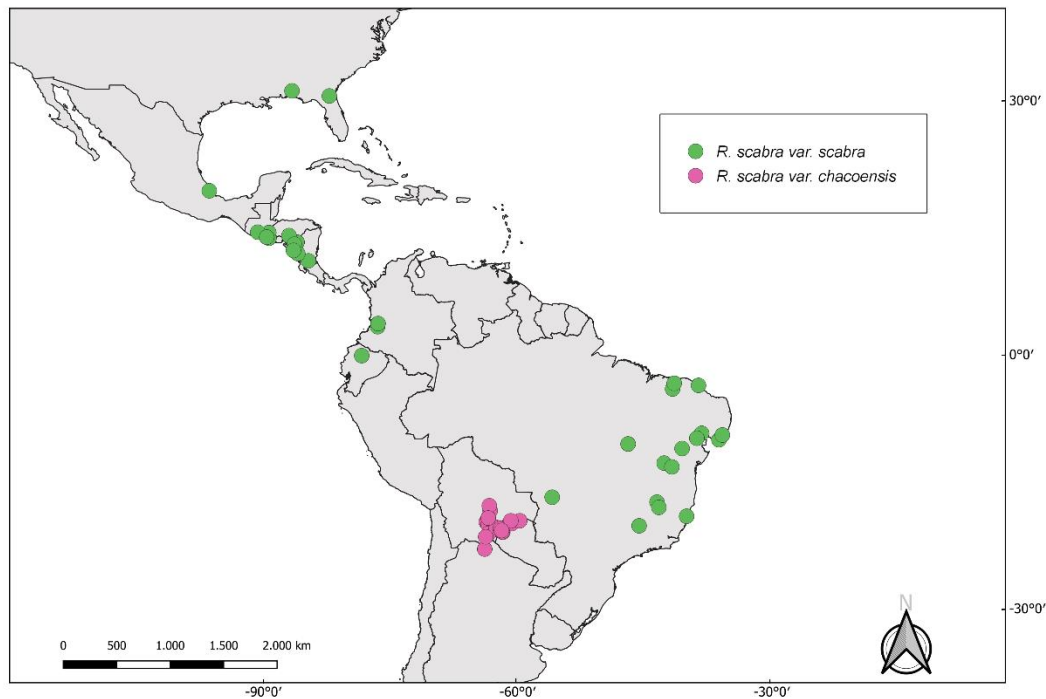 R. scabra var. scabra
R. scabra var. chacoensis
30°0′
0°0′
-30°0′
N
0 500 1.000 1.500 2.000 km
-90°0′ -60°0′ -30°0′